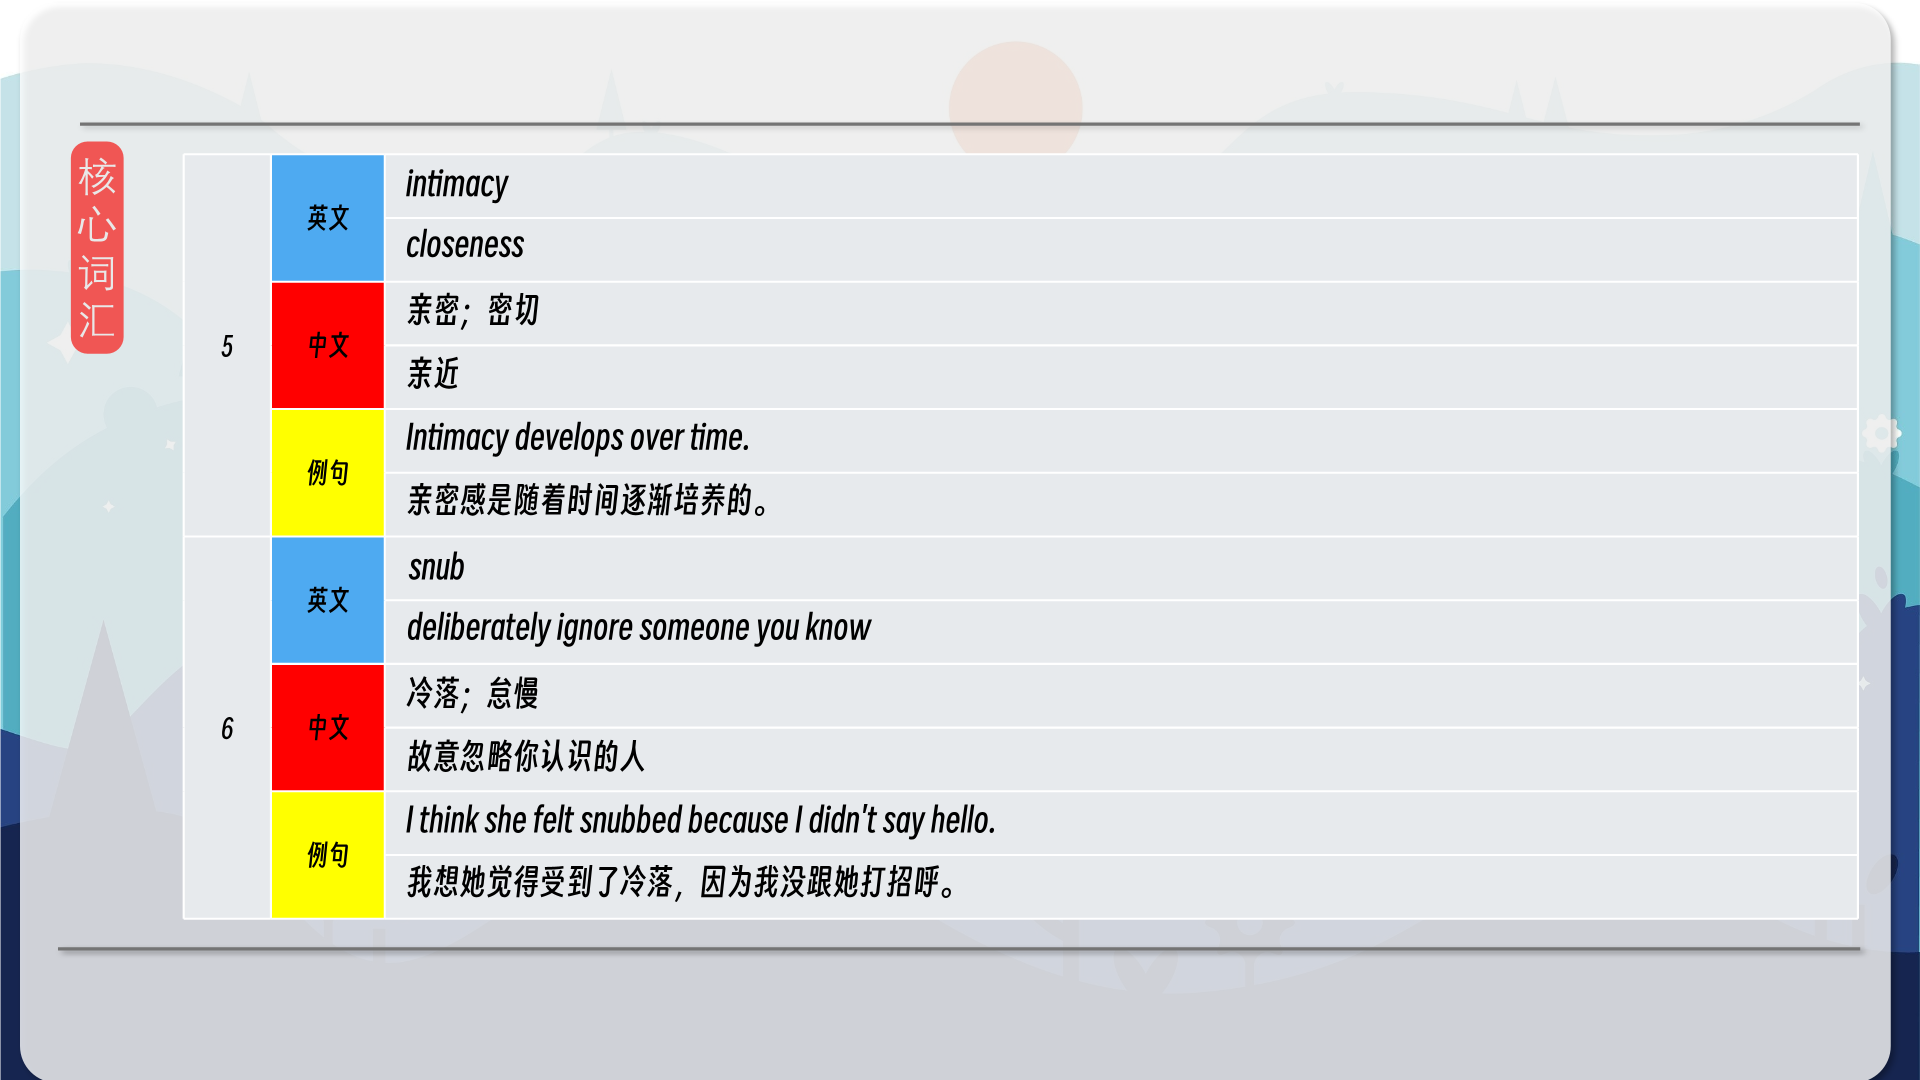 核心词汇
5
英文
intimacy
closeness
中文
亲密；密切
亲近
例句
Intimacy develops over time.
亲密感是随着时间逐渐培养的。
6
英文
snub
deliberately ignore someone you know
中文
冷落；怠慢
故意忽略你认识的人
例句
I think she felt snubbed because I didn't say hello.
我想她觉得受到了冷落，因为我没跟她打招呼。